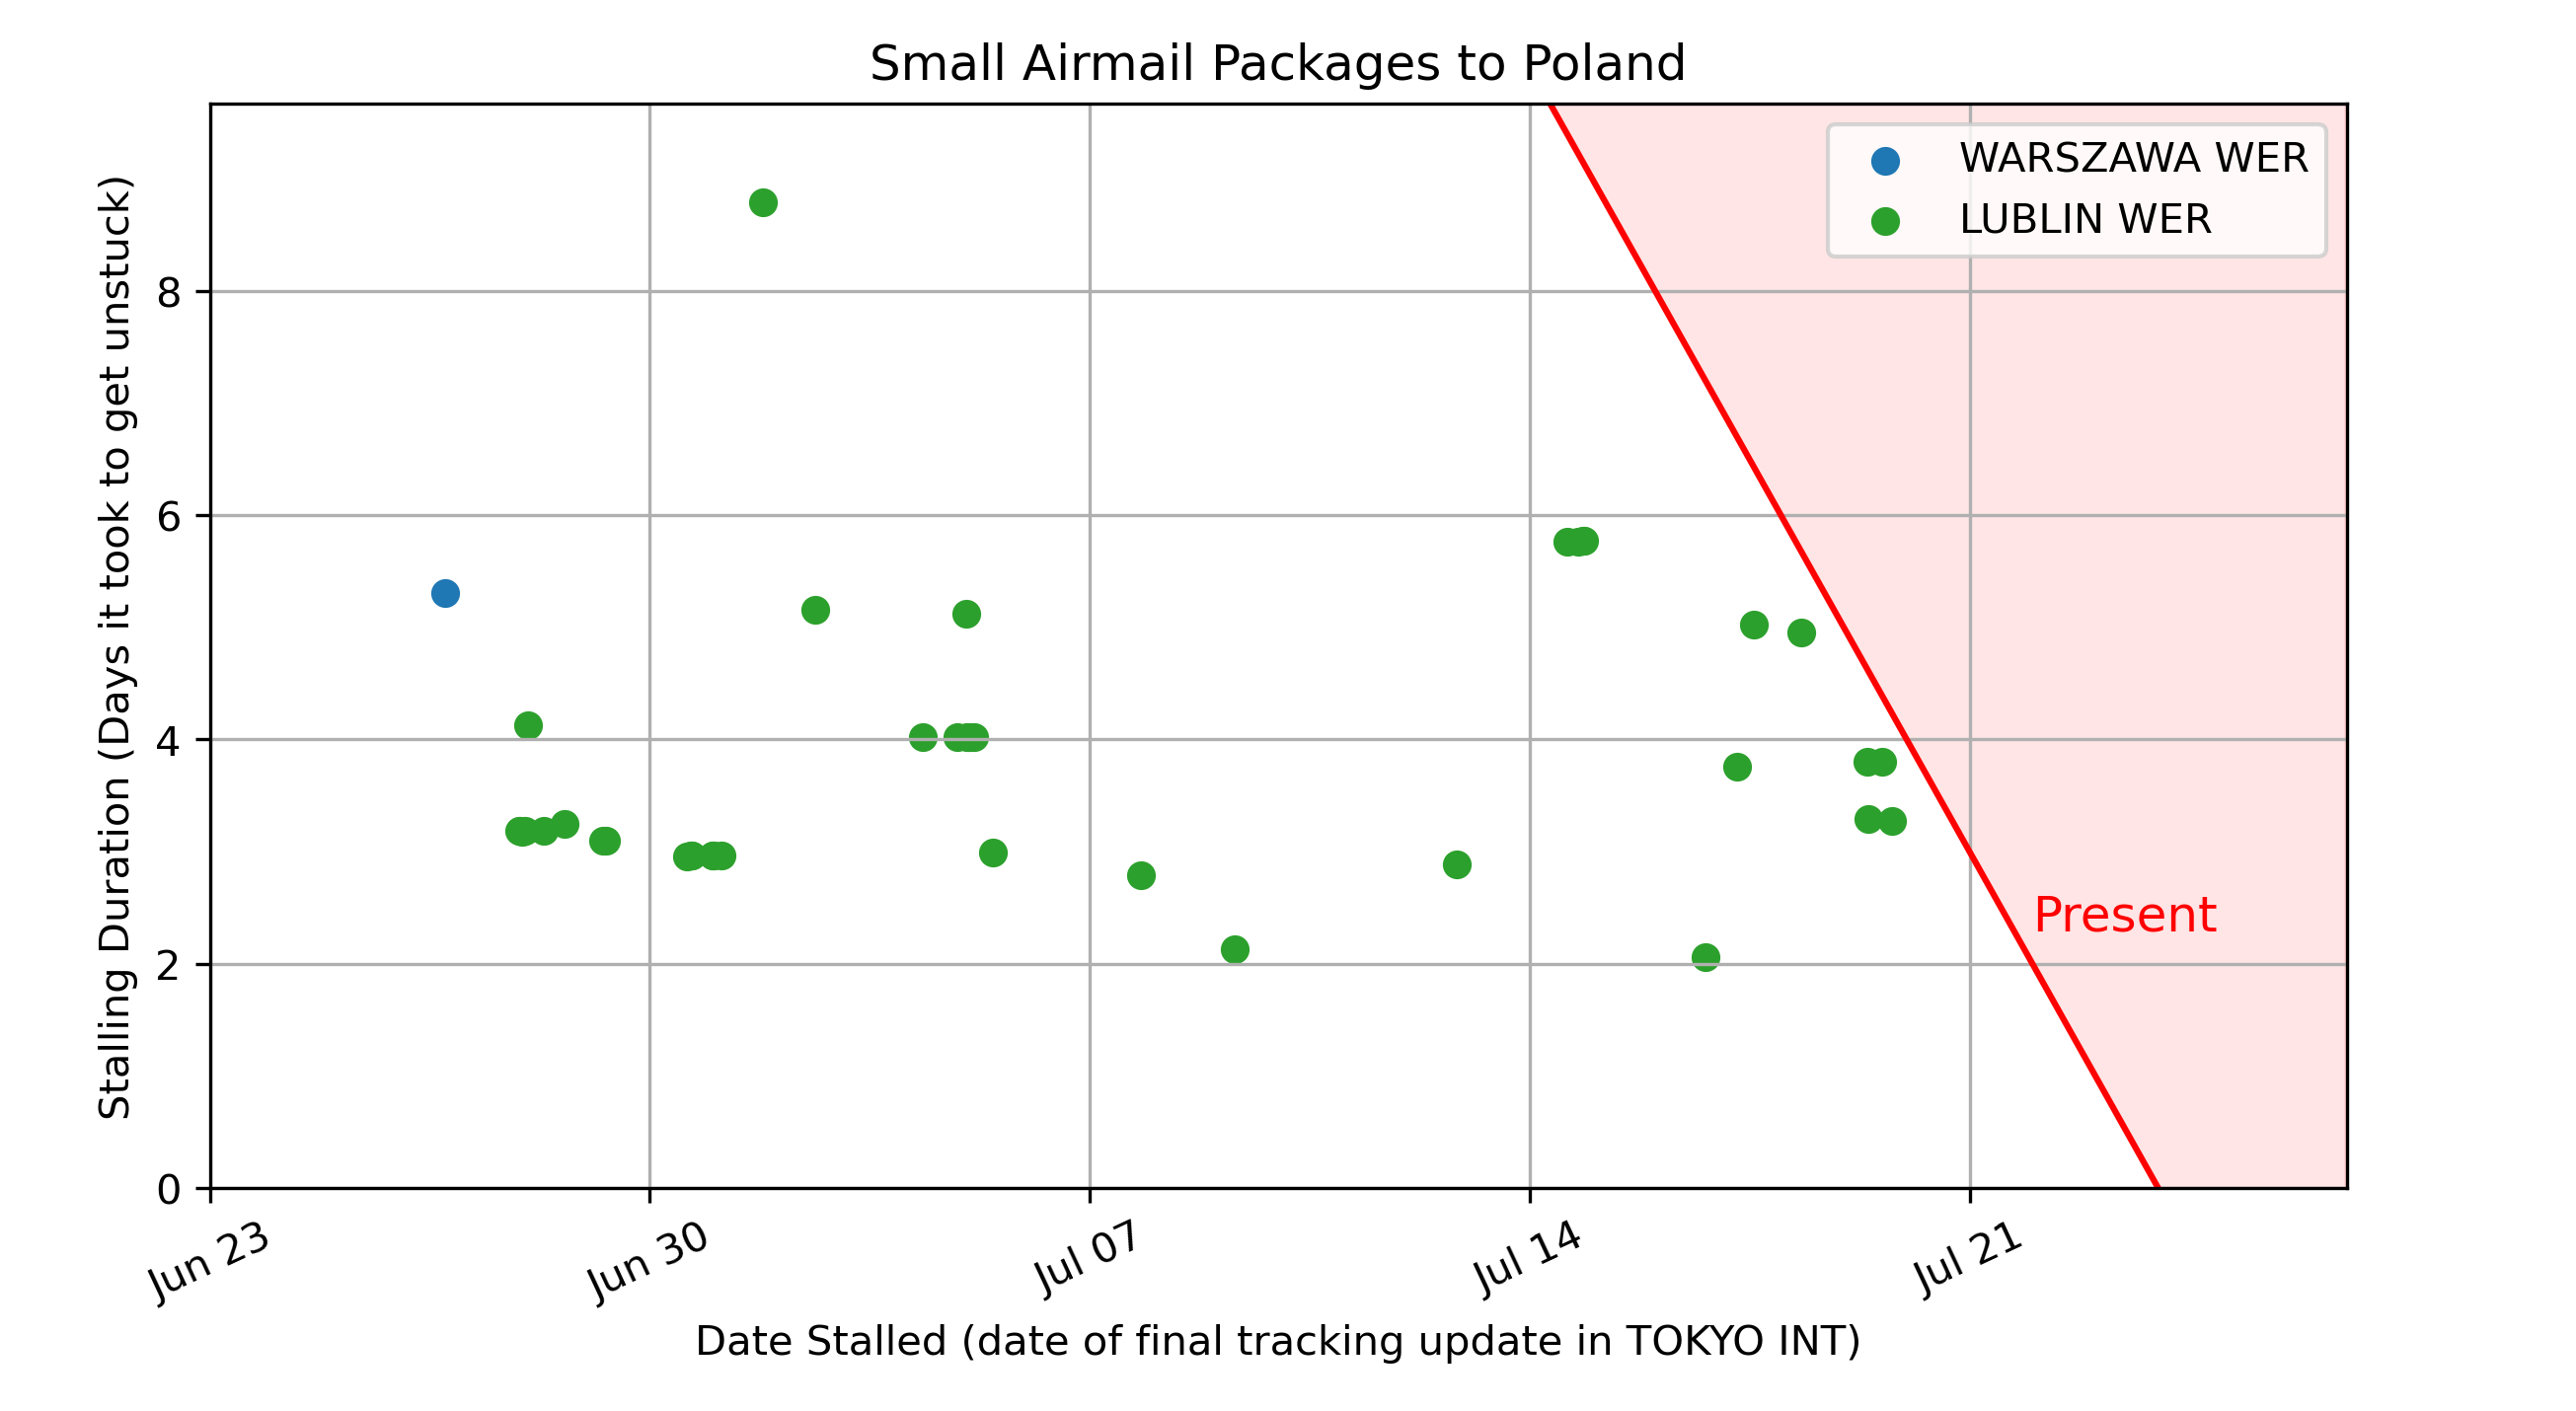 Small Airmail Packages to Poland
WARSZAWA WER
LUBLIN WER
Stalling Duration (Days it took to get unstuck)
8
6
4
2
0
Present
Jun 23
Jun 30
Jul 07
Jul 14
Jul 21
Date Stalled (date of final tracking update in TOKYO INT)